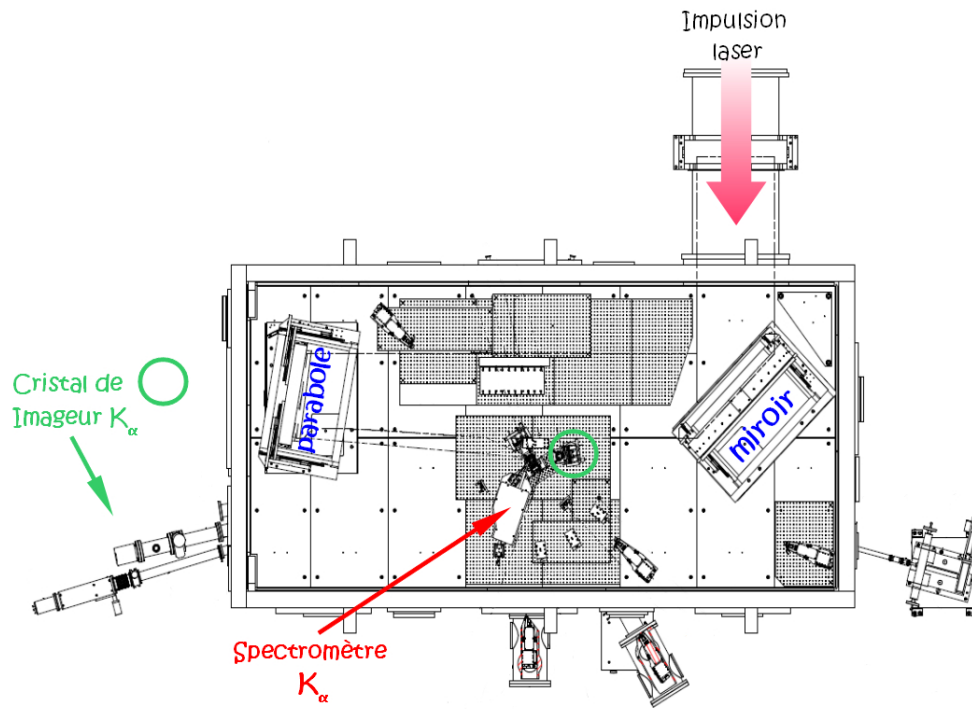 Impulsion
laser
parabole
miroir
Cristal de
Imageur Kα
Spectromètre
Kα